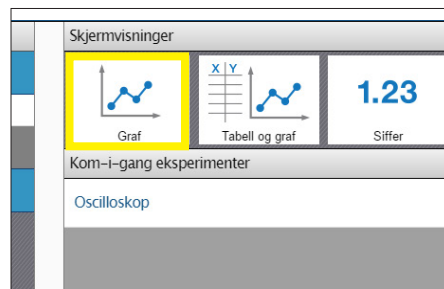 Skjermvisninger
X Y
1.23
Graf
Tabell og graf
Siffer
Kom-i-gang eksperimenter
Oscilloskop